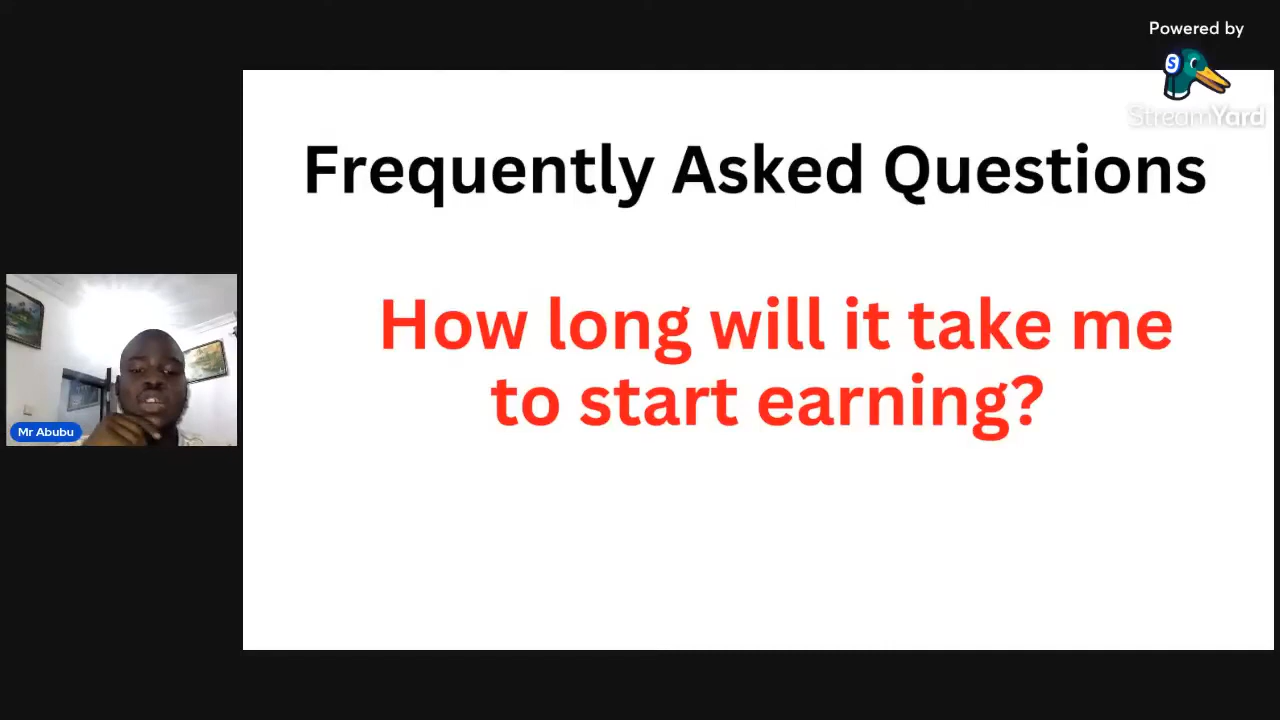 Powered by
S
StreamYard
Frequently Asked Questions
How long will it take me
to start earning?
Mr Abubu